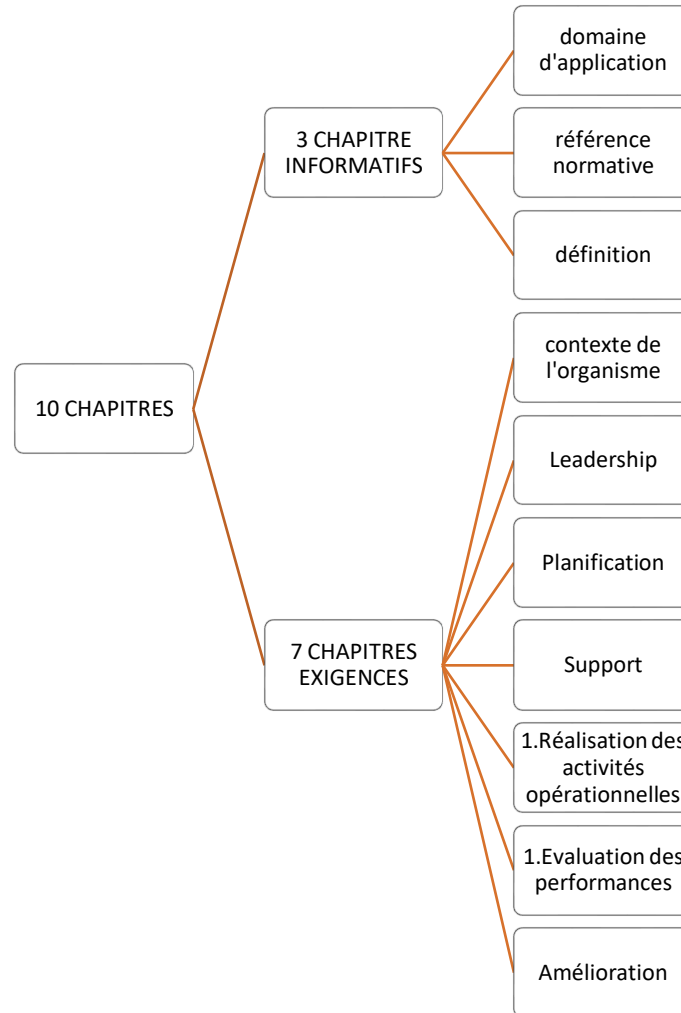 domaine
d'application
3 CHAPITRE
INFORMATIFS
référence
normative
définition
10 CHAPITRES
contexte de
l'organisme
Leadership
Planification
7 CHAPITRES
EXIGENCES
Support
1.Réalisation des
activités
opérationnelles
1.Evaluation des
performances
Amélioration